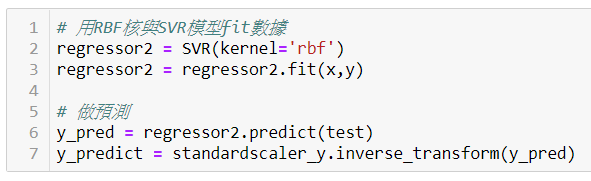 1 # 用RBF核與SVR模型fit數據
2 regressor2 = SVR(kernel='rbf')
3 regressor2 = regressor2.fit(x,y)
4
5 # 做預測
6 y_pred = regressor2.predict(test)
7 y_predict = standardscaler_y.inverse_transform(y_pred)